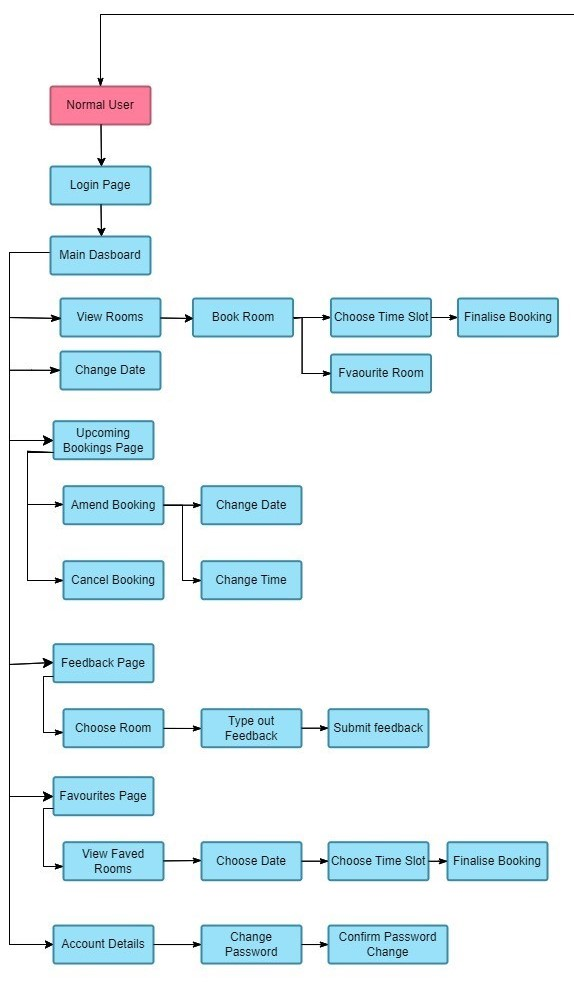 Normal User
Login Page
Main Dasboard
View Rooms
Book Room
Choose Time Slot
Finalise Booking
Change Date
Fvaourite Room
Upcoming
Bookings Page
Amend Booking
Change Date
Cancel Booking
Change Time
Feedback Page
Choose Room
Type out
Feedback
Submit feedback
Favourites Page
View Faved
Rooms
Choose Date
Choose Time Slot
Finalise Booking
Account Details
Change
Password
Confirm Password
Change